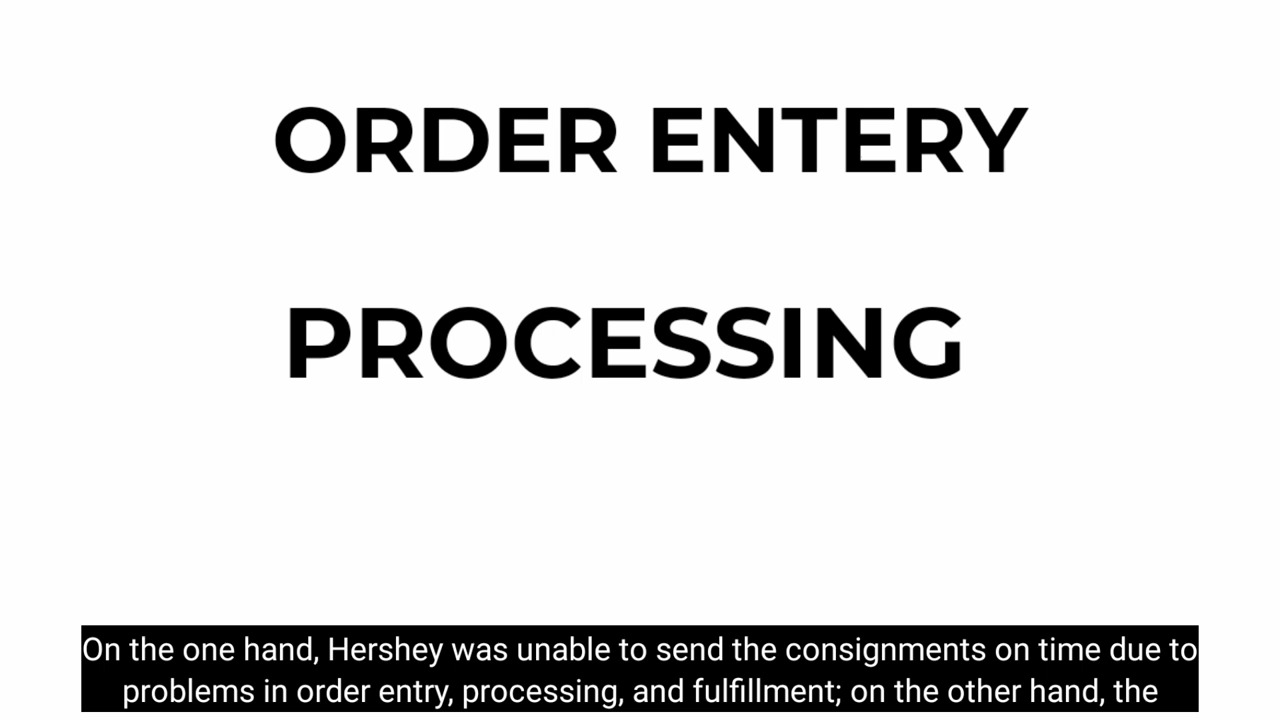 ORDER ENTERY
PROCESSING
On the one hand, Hershey was unable to send the consignments on time due to
problems in order entry, processing, and fulfillment; on the other hand, the